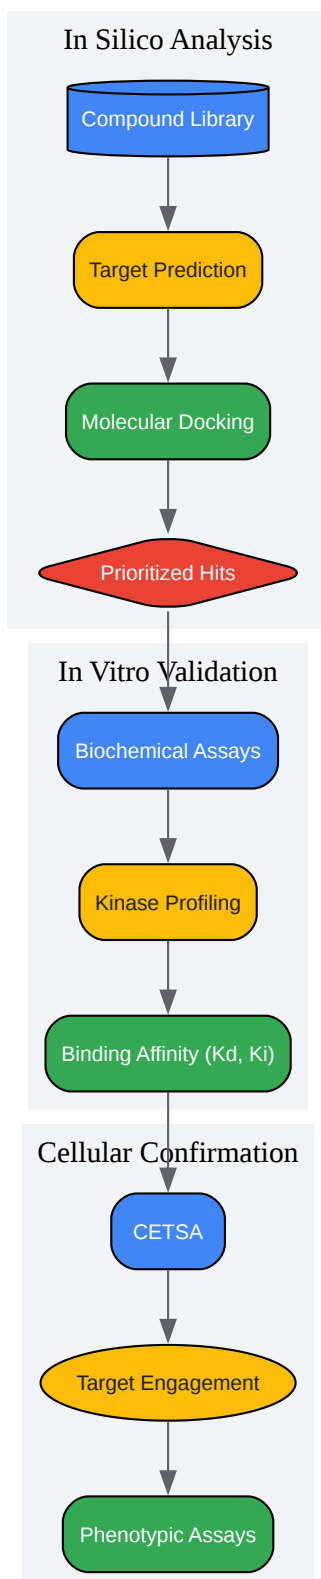 In Silico Analysis
Compound Library
Target Prediction
Molecular Docking
Prioritized Hits
In Vitro Validation
Biochemical Assays
Kinase Profiling
Binding Affinity (Kd, Ki)
Cellular Confirmation
CETSA
Target Engagement
Phenotypic Assays